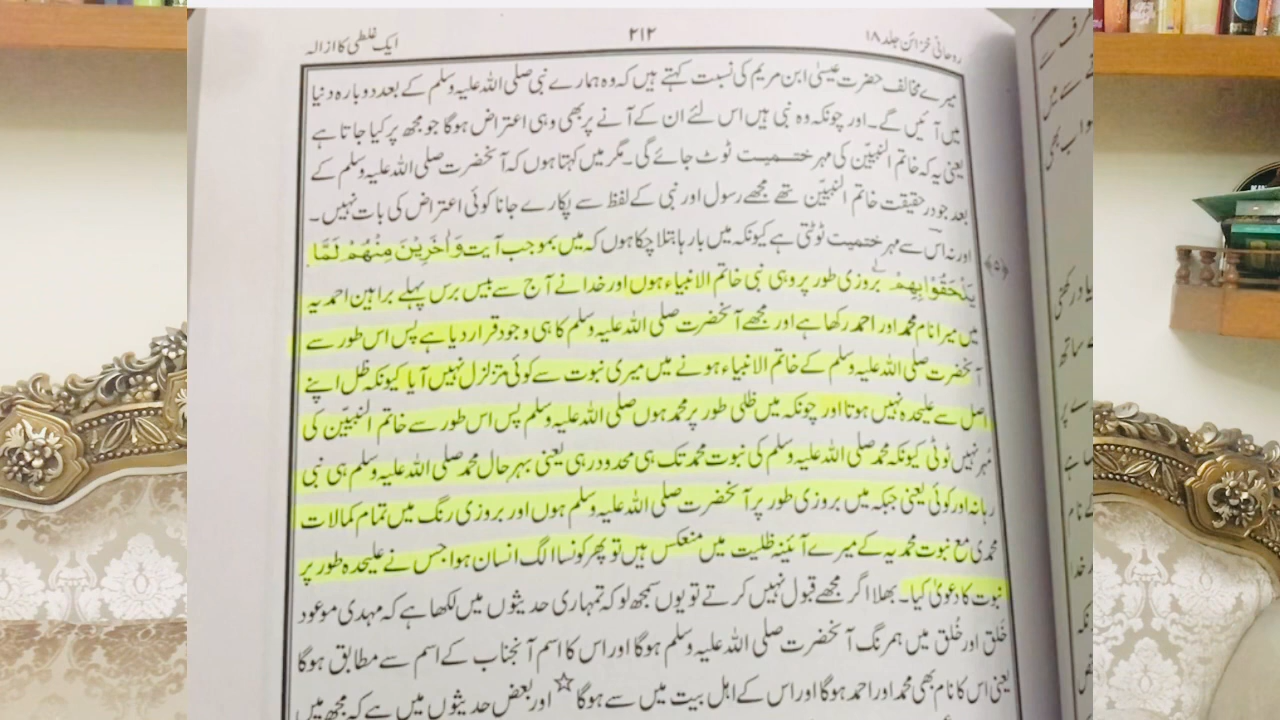 روحانی خزائن جلد ۱۸ ۲۱۲ ایک غلطی کا ازالہ
میرے مخالف حضرت عیسیٰ ابن مریم کی نسبت کہتے ہیں کہ وہ ہمارے نبی صلی اللہ علیہ وسلم کے بعد دوبارہ دنیا
میں آئیں گے۔ اور چونکہ وہ نبی ہیں اس لئے ان کے آنے پر بھی وہی اعتراض ہوگا جو مجھ پر کیا جاتا ہے
یعنی یہ کہ خاتم النبیّین کی مہر ختمیت ٹوٹ جائے گی۔ مگر میں کہتا ہوں کہ آنحضرت صلی اللہ علیہ وسلم کے
بعد جو درحقیقت خاتم النبیّین تھے مجھے رسول اور نبی کے لفظ سے پکارے جانا کوئی اعتراض کی بات نہیں۔
اور نہ اس سے مہر ختمیت ٹوٹتی ہے کیونکہ میں بارہا بتلا چکا ہوں کہ میں بموجب آیت وَاٰخَرِيْنَ مِنْهُمْ لَمَّا
﴿۵﴾
يَلْحَقُوْا بِهِمْ بروزی طور پر وہی نبی خاتم الانبیاء ہوں اور خدا نے آج سے بیس برس پہلے براہین احمدیہ
میں میرا نام محمد اور احمد رکھا ہے اور مجھے آنحضرت صلی اللہ علیہ وسلم کا ہی وجود قرار دیا ہے پس اس طور سے
آنحضرت صلی اللہ علیہ وسلم کے خاتم الانبیاء ہونے میں میری نبوت سے کوئی تزلزل نہیں آیا کیونکہ ظل اپنے
اصل سے علیحدہ نہیں ہوتا اور چونکہ میں ظلی طور پر محمد ہوں صلی اللہ علیہ وسلم پس اس طور سے خاتم النبیّین کی
مُہر نہیں ٹوٹی کیونکہ محمد صلی اللہ علیہ وسلم کی نبوت محمد تک ہی محدود رہی یعنی بہرحال محمد صلی اللہ علیہ وسلم ہی نبی
رہا نہ اور کوئی یعنی جبکہ میں بروزی طور پر آنحضرت صلی اللہ علیہ وسلم ہوں اور بروزی رنگ میں تمام کمالات
محمدی مع نبوت محمدیہ کے میرے آئینہ ظلیت میں منعکس ہیں تو پھر کونسا الگ انسان ہوا جس نے علیحدہ طور پر
نبوت کا دعویٰ کیا۔ بھلا اگر مجھے قبول نہیں کرتے تو یوں سمجھ لو کہ تمہاری حدیثوں میں لکھا ہے کہ مہدی موعود
خَلق اور خُلق میں ہمرنگ آنحضرت صلی اللہ علیہ وسلم ہوگا اور اس کا اسم آنجناب کے اسم سے مطابق ہوگا
یعنی اس کا نام بھی محمد اور احمد ہوگا اور اس کے اہل بیت میں سے ہوگا ☆ اور بعض حدیثوں میں ہے کہ مجھ میں